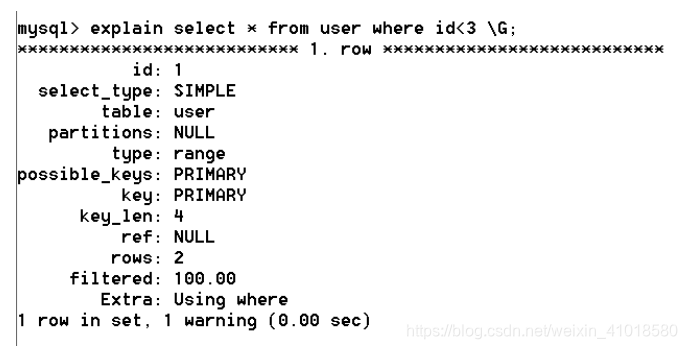 mysql> explain select * from user where id<3 \G;
*************************** 1. row ***************************
id: 1
select_type: SIMPLE
table: user
partitions: NULL
type: range
possible_keys: PRIMARY
key: PRIMARY
key_len: 4
ref: NULL
rows: 2
filtered: 100.00
Extra: Using where
1 row in set, 1 warning (0.00 sec)
https://blog.csdn.net/weixin_41018580